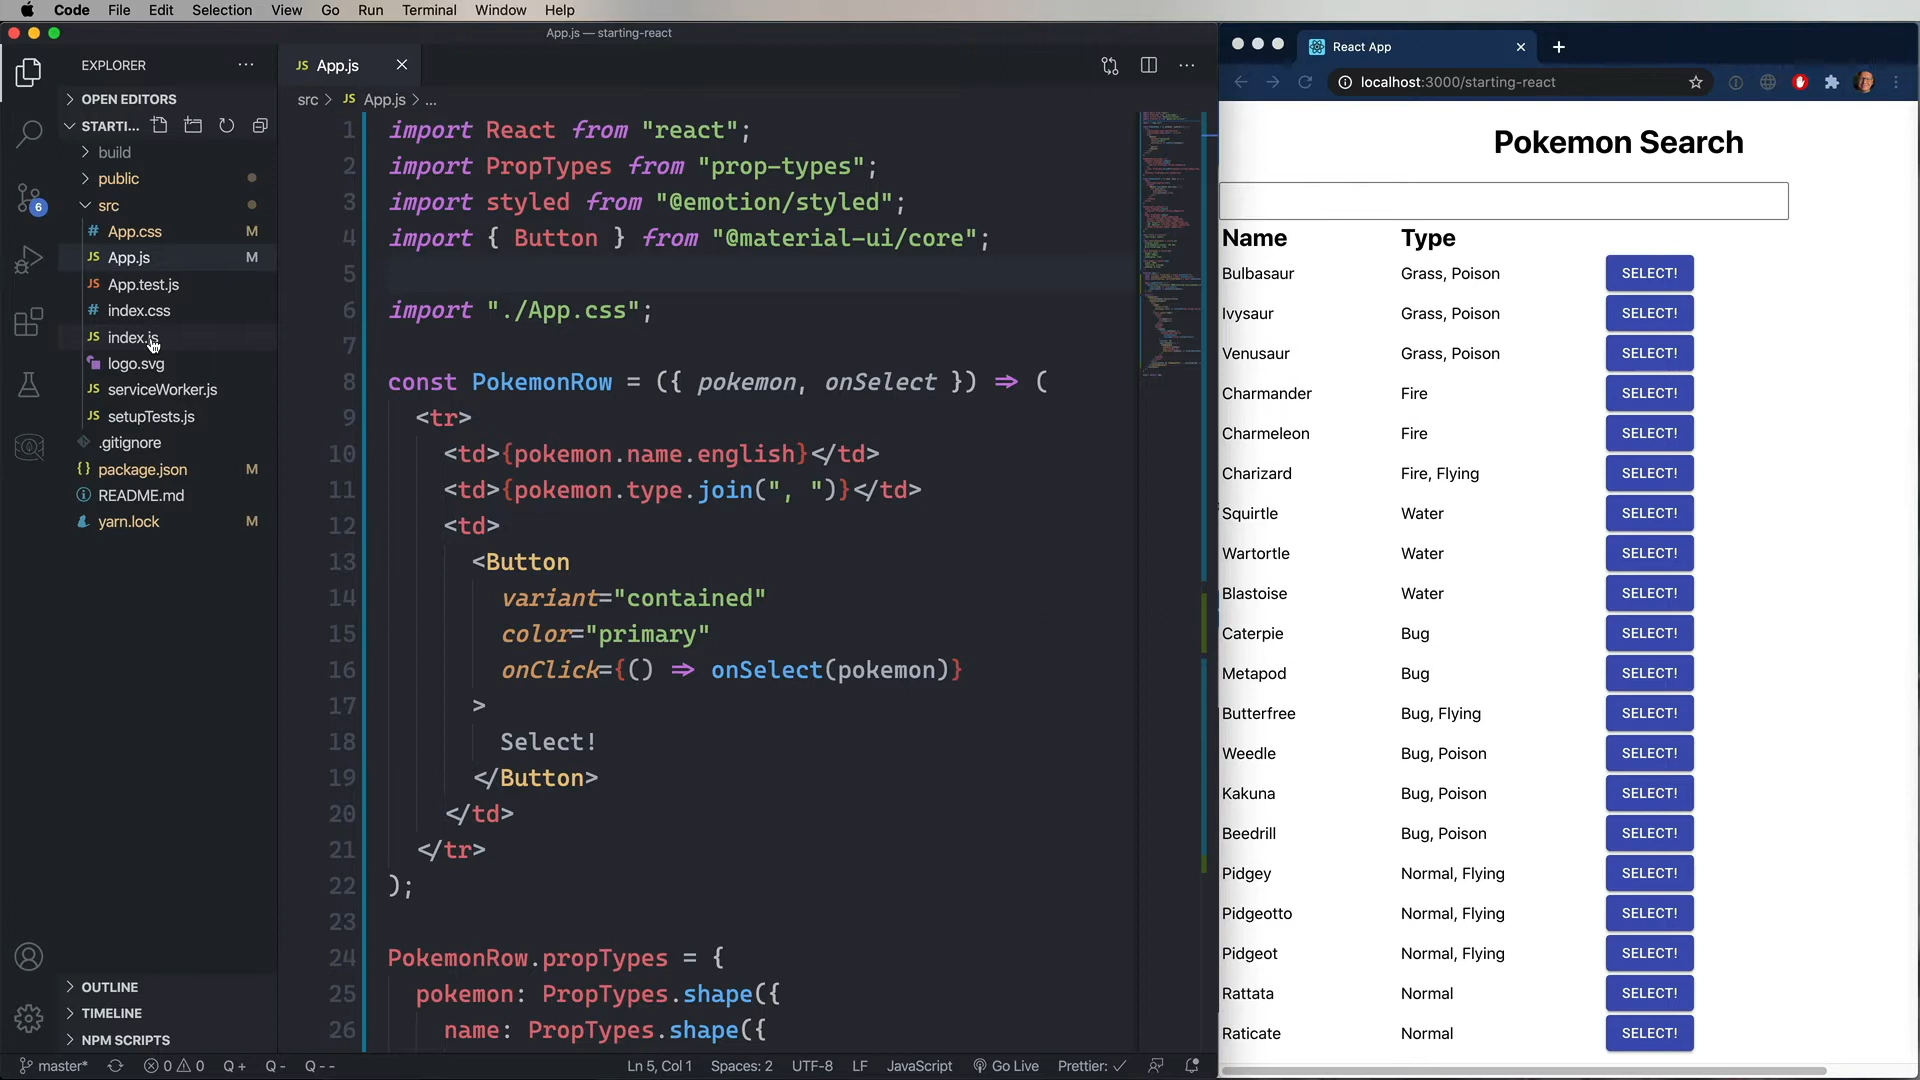 Code File Edit Selection View Go Run Terminal Window Help
App.js — starting-react
EXPLORER
OPEN EDITORS
STARTI...
build
public
src
# App.css M
JS App.js M
JS App.test.js
# index.css
JS index.js
logo.svg
JS serviceWorker.js
JS setupTests.js
.gitignore
{} package.json M
README.md
yarn.lock M
OUTLINE
TIMELINE
NPM SCRIPTS
6
JS App.js
src > JS App.js > ...
1 import React from "react";
2 import PropTypes from "prop-types";
3 import styled from "@emotion/styled";
4 import { Button } from "@material-ui/core";
5
6 import "./App.css";
7
8 const PokemonRow = ({ pokemon, onSelect }) => (
9 <tr>
10 <td>{pokemon.name.english}</td>
11 <td>{pokemon.type.join(", ")}</td>
12 <td>
13 <Button
14 variant="contained"
15 color="primary"
16 onClick={() => onSelect(pokemon)}
17 >
18 Select!
19 </Button>
20 </td>
21 </tr>
22 );
23
24 PokemonRow.propTypes = {
25 pokemon: PropTypes.shape({
26 name: PropTypes.shape({
master* 0 0 Q + Q - Q -- Ln 5, Col 1 Spaces: 2 UTF-8 LF JavaScript Go Live Prettier: ✓
React App
localhost:3000/starting-react
Pokemon Search
Name Type
Bulbasaur Grass, Poison SELECT!
Ivysaur Grass, Poison SELECT!
Venusaur Grass, Poison SELECT!
Charmander Fire SELECT!
Charmeleon Fire SELECT!
Charizard Fire, Flying SELECT!
Squirtle Water SELECT!
Wartortle Water SELECT!
Blastoise Water SELECT!
Caterpie Bug SELECT!
Metapod Bug SELECT!
Butterfree Bug, Flying SELECT!
Weedle Bug, Poison SELECT!
Kakuna Bug, Poison SELECT!
Beedrill Bug, Poison SELECT!
Pidgey Normal, Flying SELECT!
Pidgeotto Normal, Flying SELECT!
Pidgeot Normal, Flying SELECT!
Rattata Normal SELECT!
Raticate Normal SELECT!